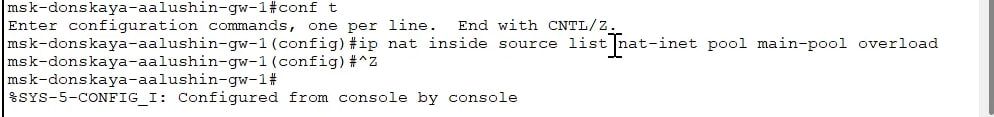 msk-donskaya-aalushin-gw-1#conf t
Enter configuration commands, one per line.  End with CNTL/Z.
msk-donskaya-aalushin-gw-1(config)#ip nat inside source list nat-inet pool main-pool overload
msk-donskaya-aalushin-gw-1(config)#^Z
msk-donskaya-aalushin-gw-1#
%SYS-5-CONFIG_I: Configured from console by console